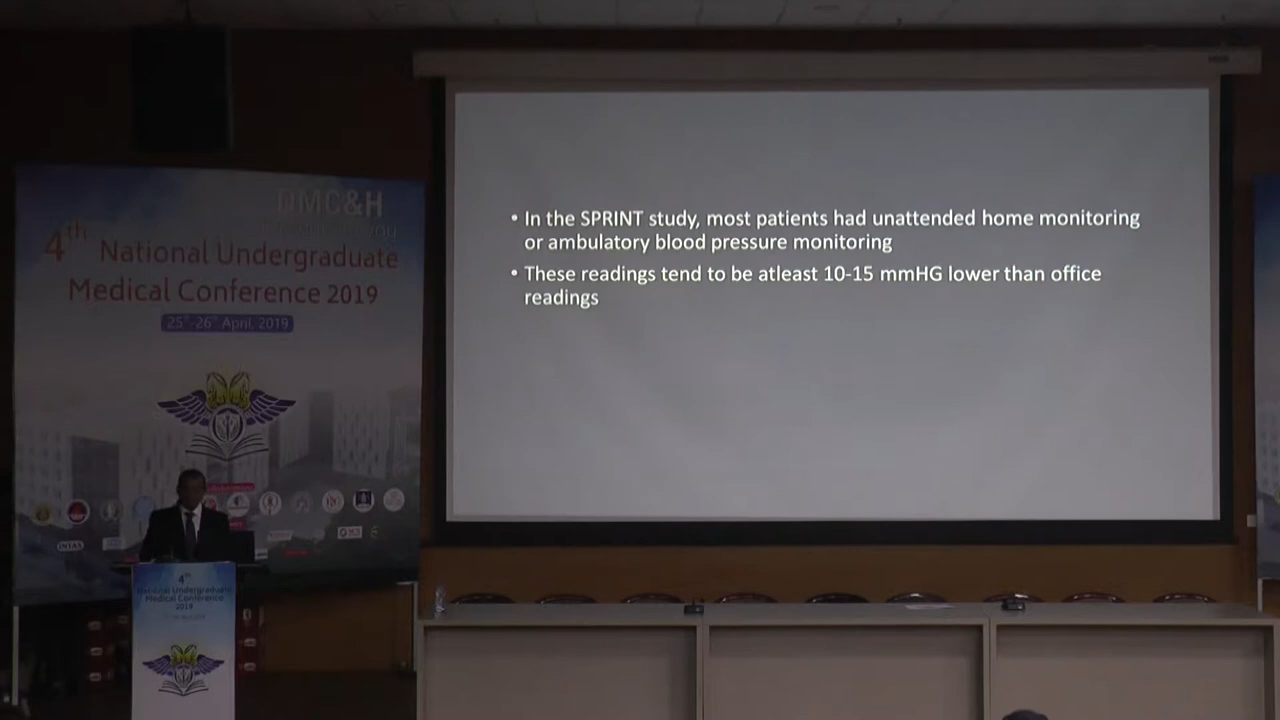 DMC&H
4th National Undergraduate
Medical Conference 2019
25th-26th April, 2019
• In the SPRINT study, most patients had unattended home monitoring
or ambulatory blood pressure monitoring
• These readings tend to be atleast 10-15 mmHG lower than office
readings
INTAS
4th
National Undergraduate
Medical Conference
2019